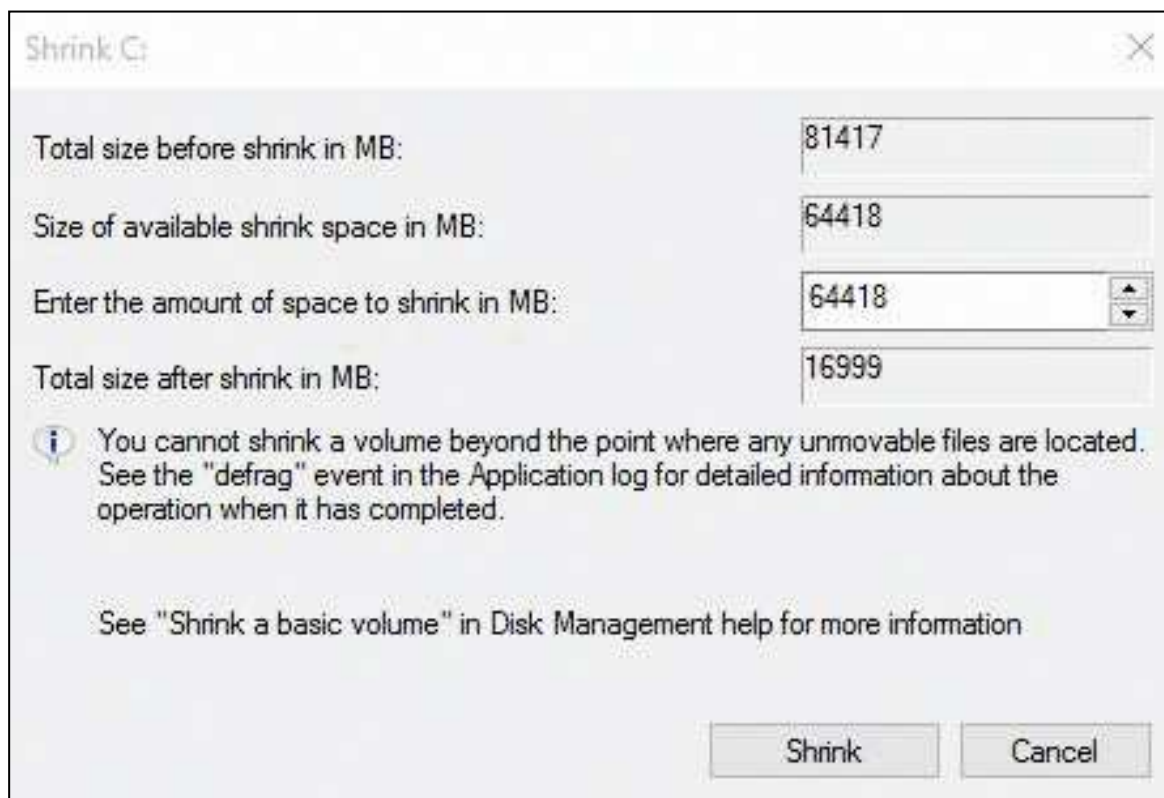 Shrink C:
Total size before shrink in MB: 81417
Size of available shrink space in MB: 64418
Enter the amount of space to shrink in MB: 64418
Total size after shrink in MB: 16999
You cannot shrink a volume beyond the point where any unmovable files are located.
See the "defrag" event in the Application log for detailed information about the
operation when it has completed.
See "Shrink a basic volume" in Disk Management help for more information
Shrink Cancel